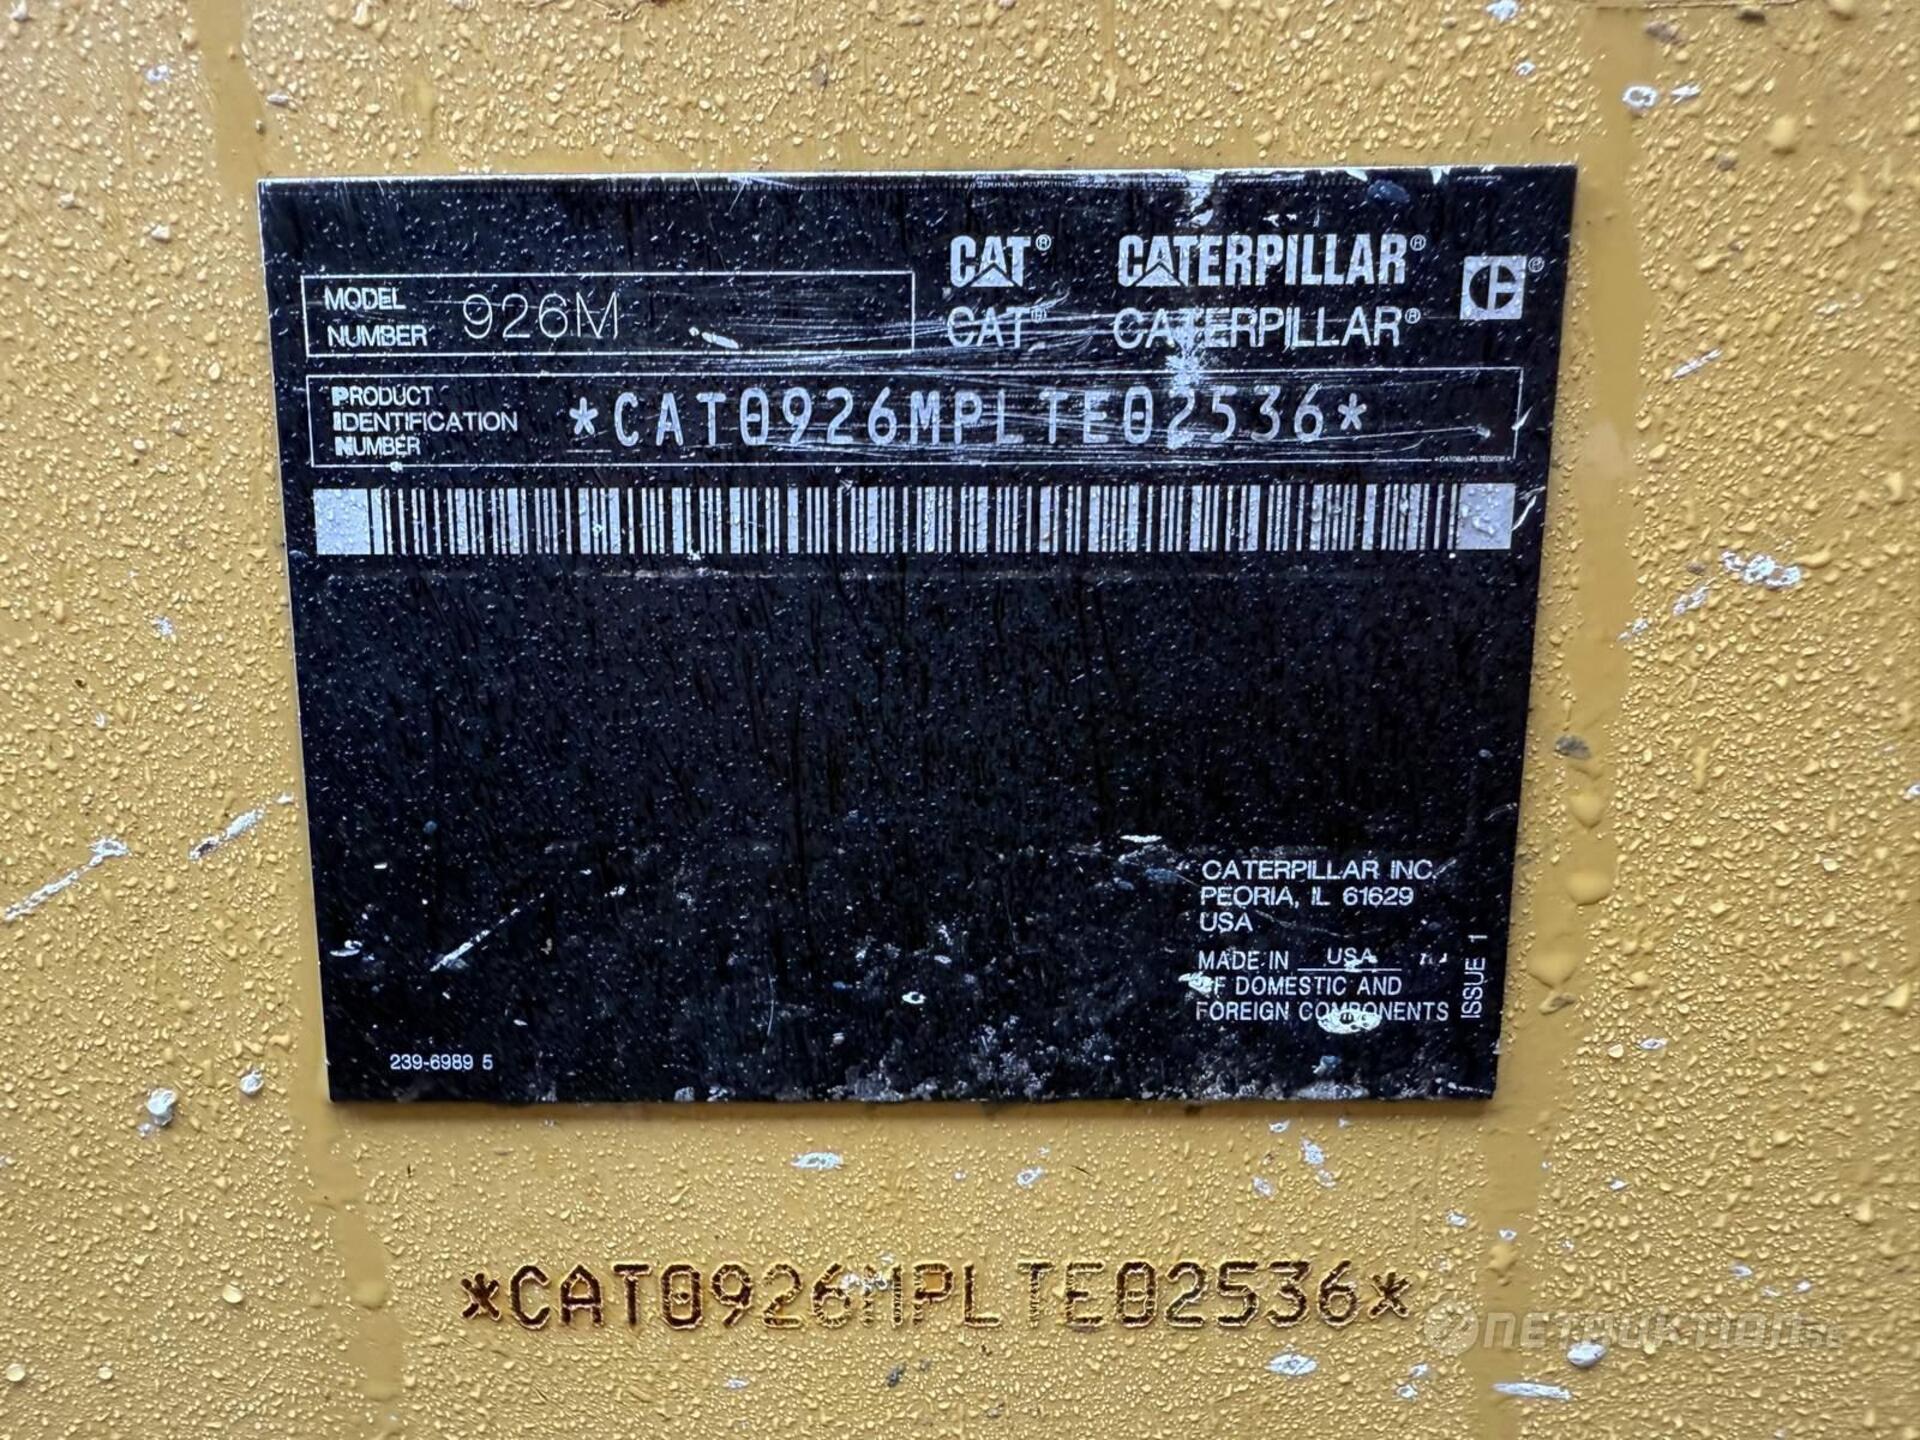 CAT® CATERPILLAR®
MODEL NUMBER 926M
CAT® CATERPILLAR®
PRODUCT
IDENTIFICATION
NUMBER
*CAT0926MPLTE02536*
CATERPILLAR INC.
PEORIA, IL 61629
USA
MADE IN USA
OF DOMESTIC AND
FOREIGN COMPONENTS
ISSUE 1
239-6989 5
*CAT0926MPLTE02536*